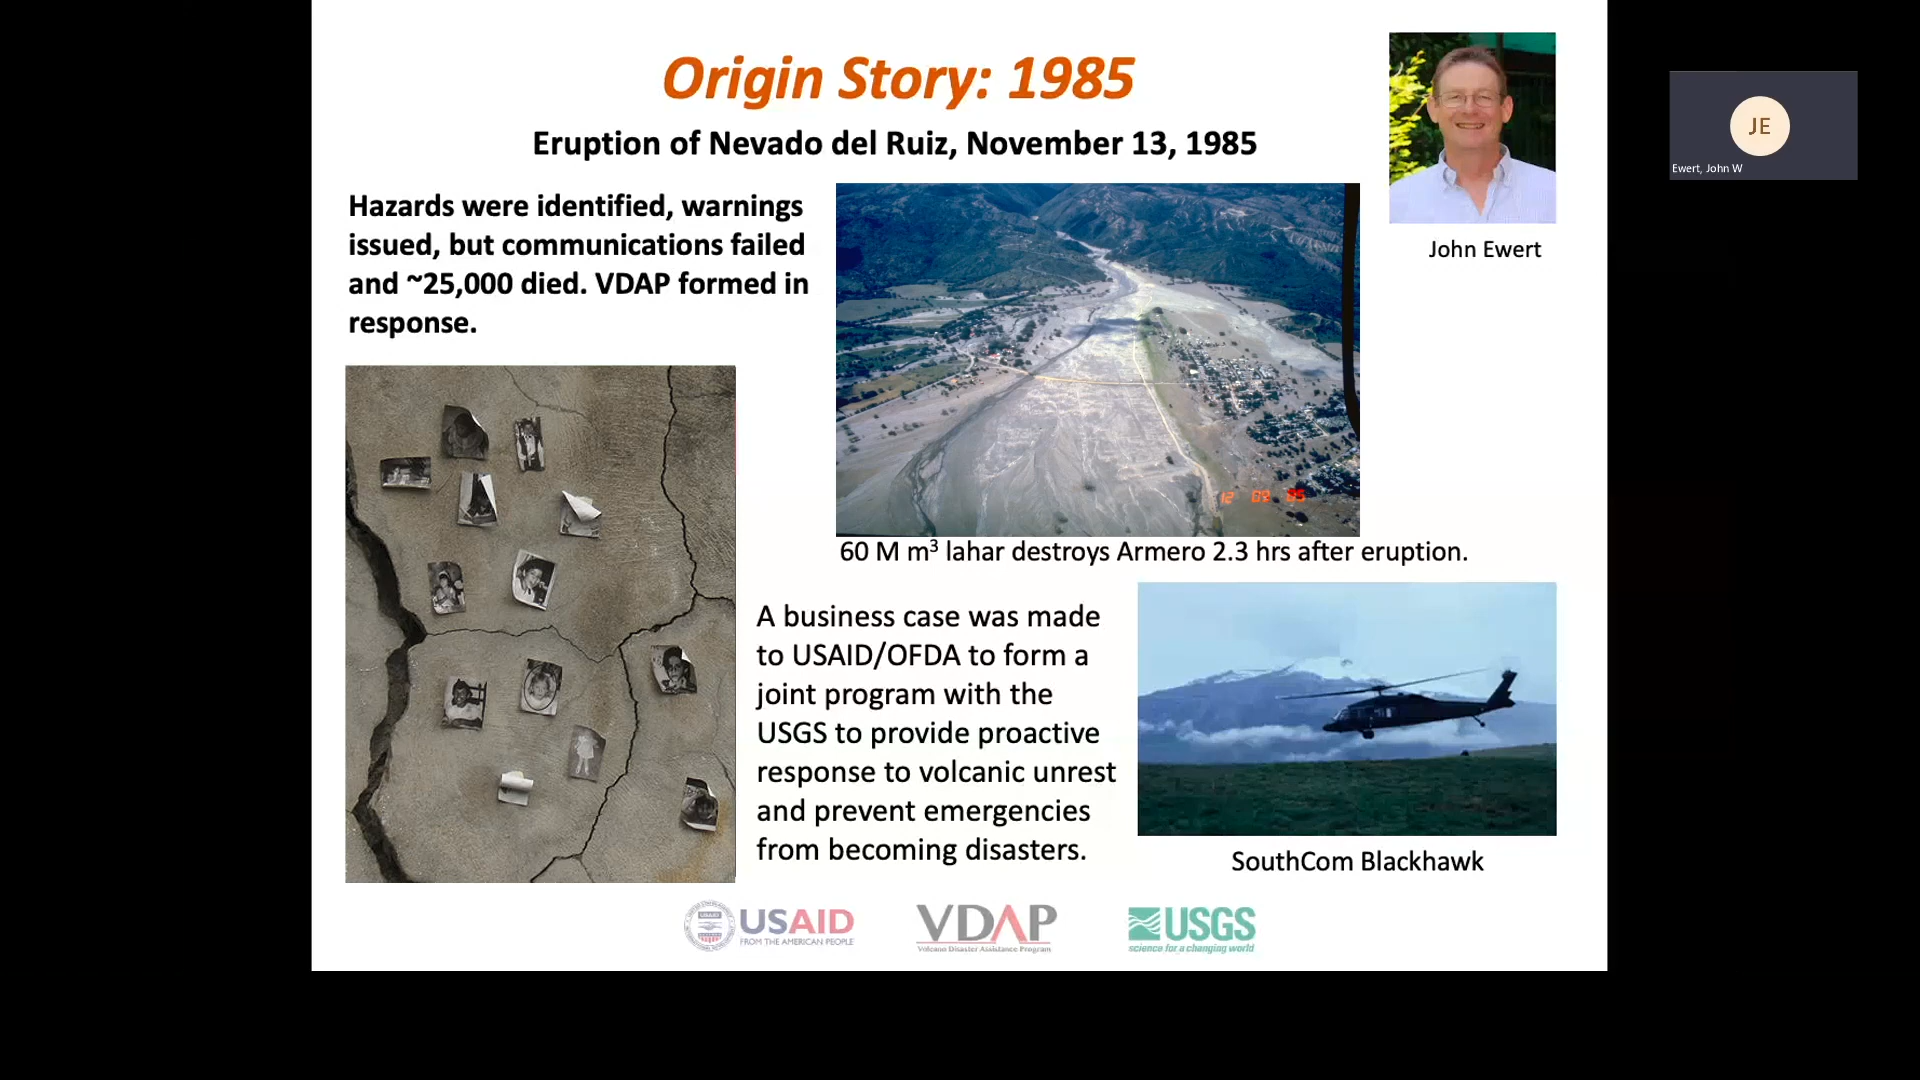 Origin Story: 1985
Eruption of Nevado del Ruiz, November 13, 1985
Hazards were identified, warnings
issued, but communications failed
and ~25,000 died. VDAP formed in
response.
John Ewert
JE
Ewert, John W
12 09 85
60 M m³ lahar destroys Armero 2.3 hrs after eruption.
A business case was made
to USAID/OFDA to form a
joint program with the
USGS to provide proactive
response to volcanic unrest
and prevent emergencies
from becoming disasters.
SouthCom Blackhawk
USAID
FROM THE AMERICAN PEOPLE
VDAP
Volcano Disaster Assistance Program
USGS
science for a changing world